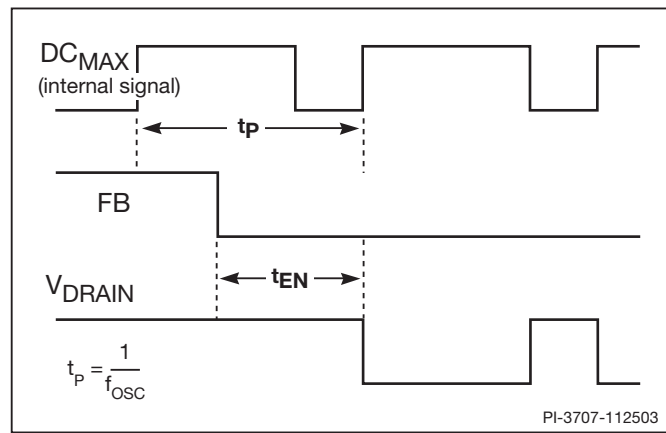 DCMAX
(internal signal)
tP
FB
tEN
VDRAIN
tP = 1
fOSC
PI-3707-112503